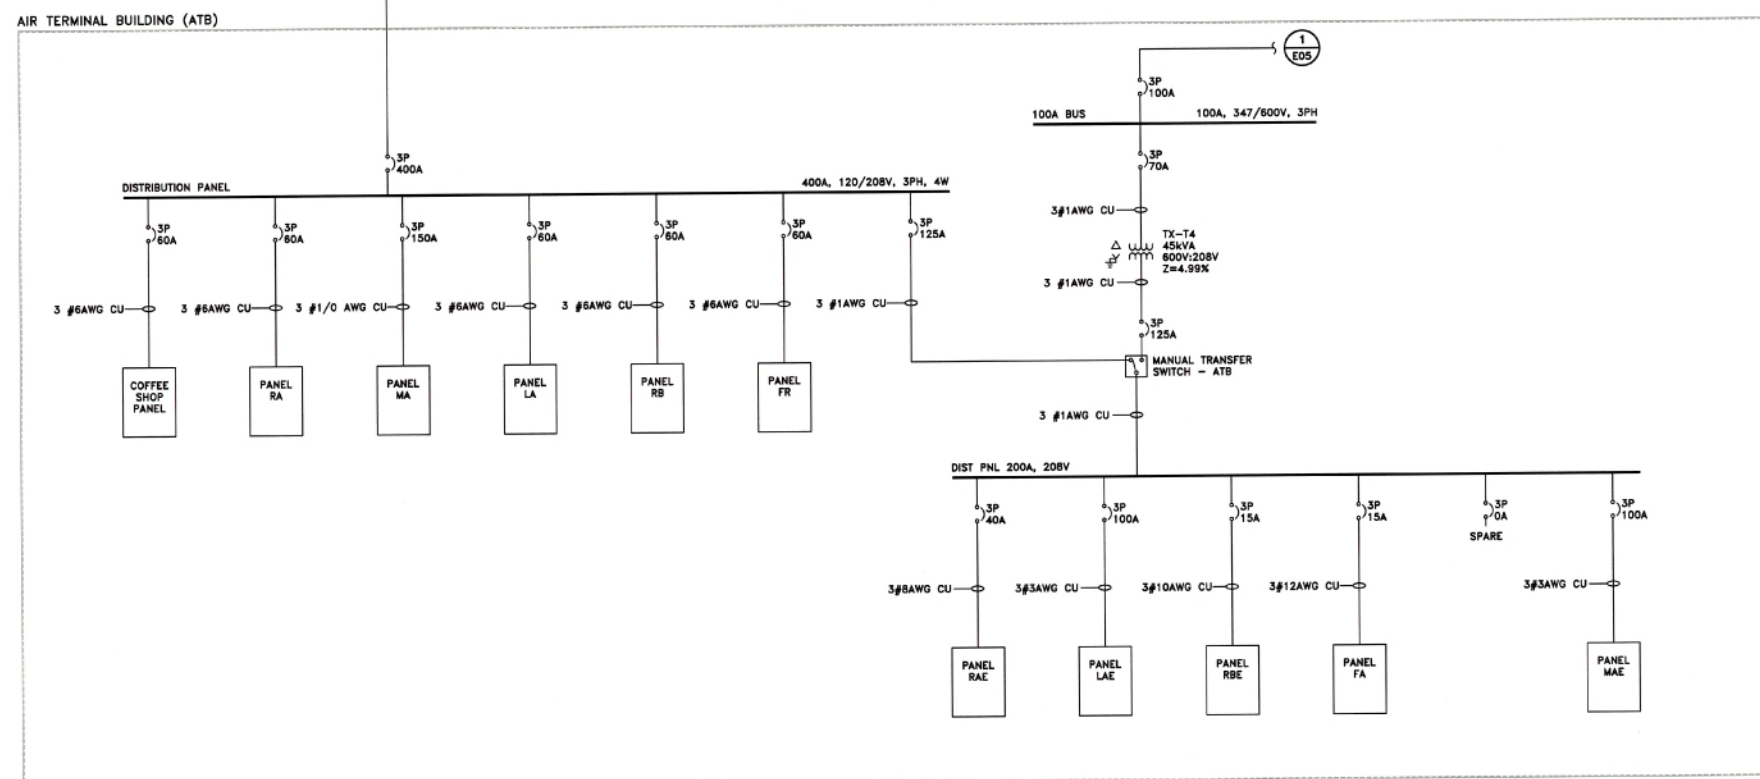 AIR TERMINAL BUILDING (ATB)
1
E05
3P
100A
100A BUS
100A, 347/600V, 3PH
3P
400A
3P
70A
DISTRIBUTION PANEL
400A, 120/208V, 3PH, 4W
3P
60A
3P
60A
3P
150A
3P
60A
3P
60A
3P
60A
3P
125A
3#1AWG CU
TX-T4
45kVA
600V:208V
Z=4.99%
3 #1AWG CU
3 #6AWG CU
3 #6AWG CU
3 #1/0 AWG CU
3 #6AWG CU
3 #6AWG CU
3 #6AWG CU
3 #1AWG CU
3P
125A
MANUAL TRANSFER
SWITCH - ATB
COFFEE
SHOP
PANEL
PANEL
RA
PANEL
MA
PANEL
LA
PANEL
RB
PANEL
FR
3 #1AWG CU
DIST PNL 200A, 208V
3P
40A
3P
100A
3P
15A
3P
15A
3P
0A
SPARE
3P
100A
3#8AWG CU
3#3AWG CU
3#10AWG CU
3#12AWG CU
3#3AWG CU
PANEL
RAE
PANEL
LAE
PANEL
RBE
PANEL
FA
PANEL
MAE